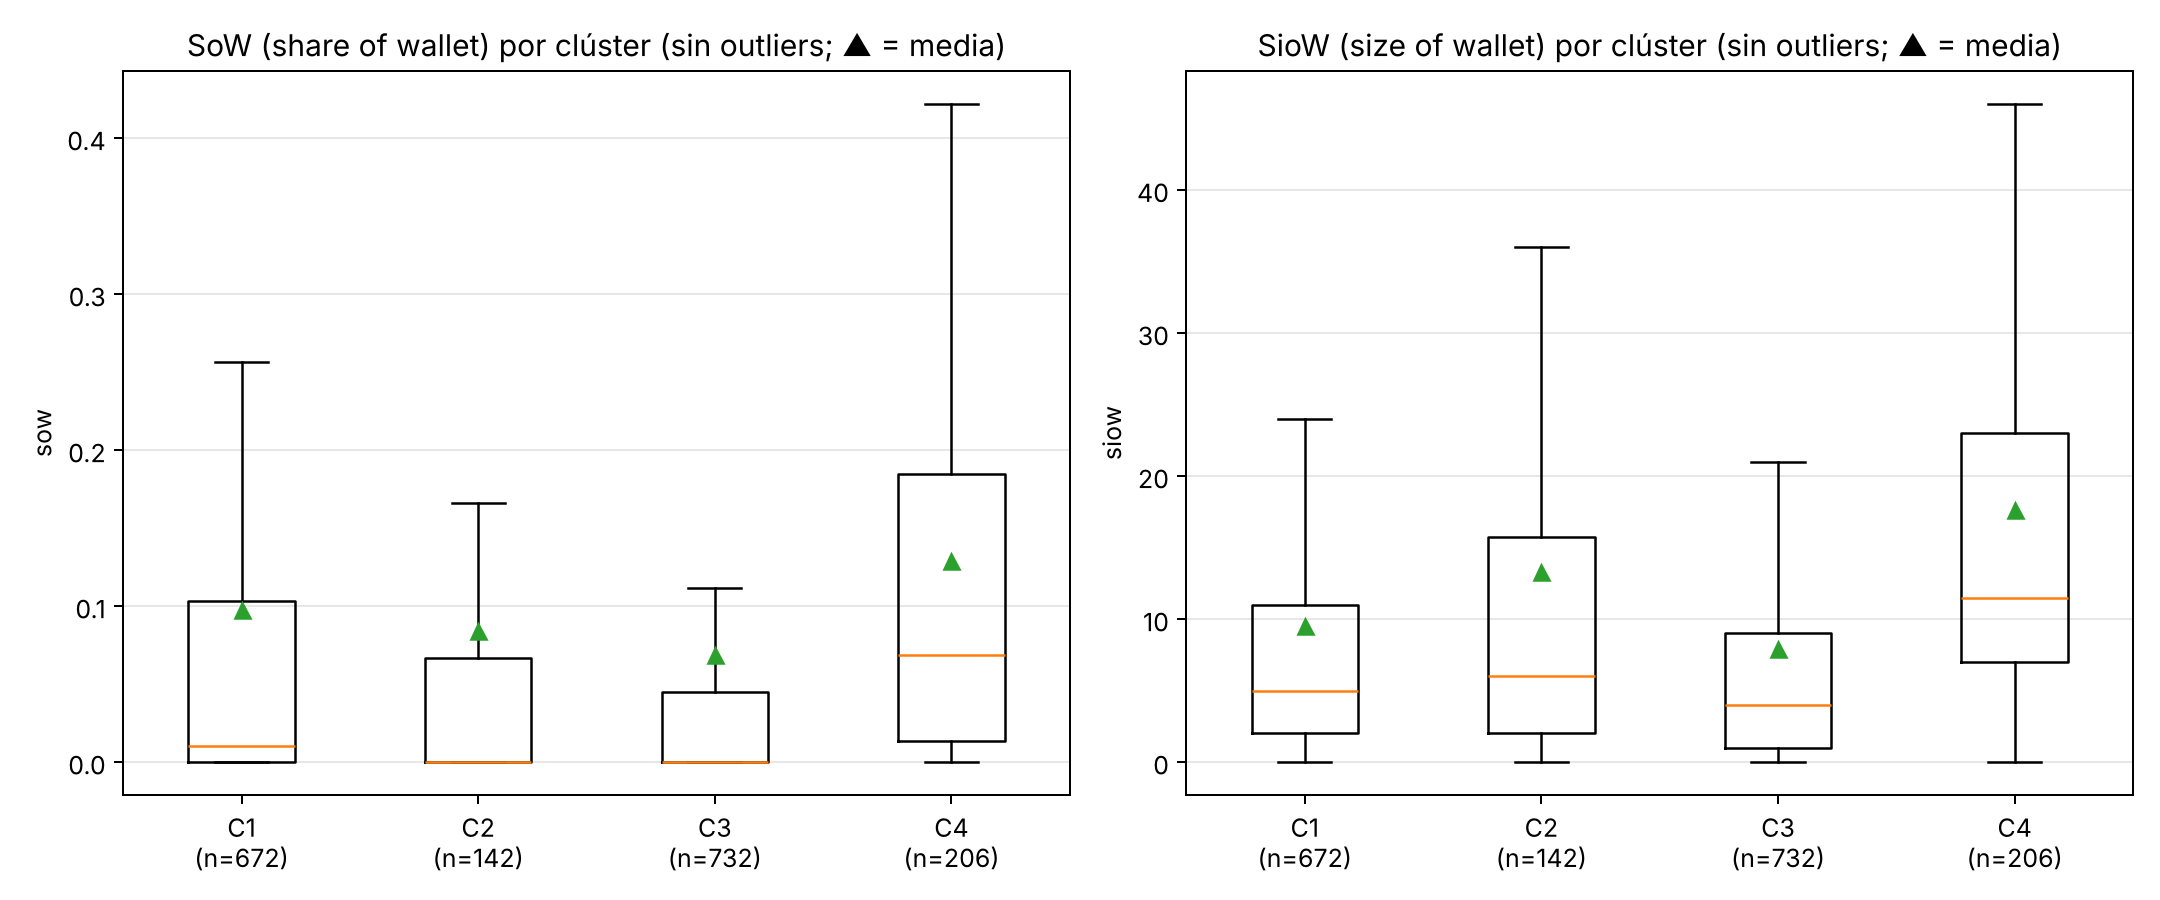 SoW (share of wallet) por clúster (sin outliers; ▲ = media)
sow
0.4
0.3
0.2
0.1
0.0
C1
(n=672)
C2
(n=142)
C3
(n=732)
C4
(n=206)
SioW (size of wallet) por clúster (sin outliers; ▲ = media)
siow
40
30
20
10
0
C1
(n=672)
C2
(n=142)
C3
(n=732)
C4
(n=206)